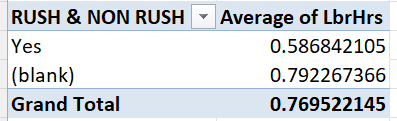 RUSH & NON RUSH Average of LbrHrs
Yes 0.586842105
(blank) 0.792267366
Grand Total 0.769522145